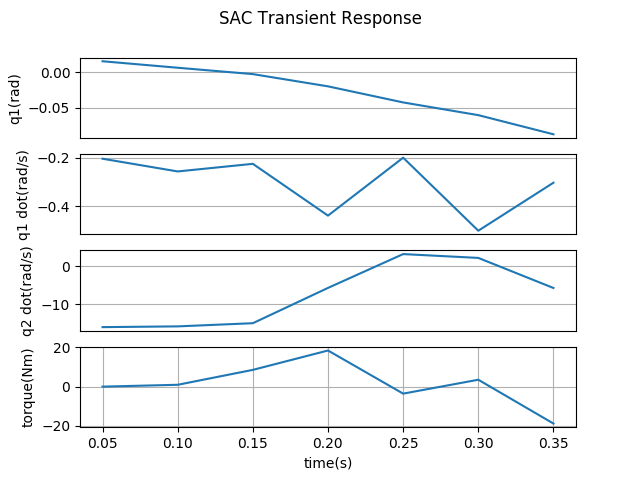 SAC Transient Response
q1(rad)
0.00
−0.05
q1 dot(rad/s)
−0.2
−0.4
q2 dot(rad/s)
0
−10
torque(Nm)
20
0
−20
0.05 0.10 0.15 0.20 0.25 0.30 0.35
time(s)